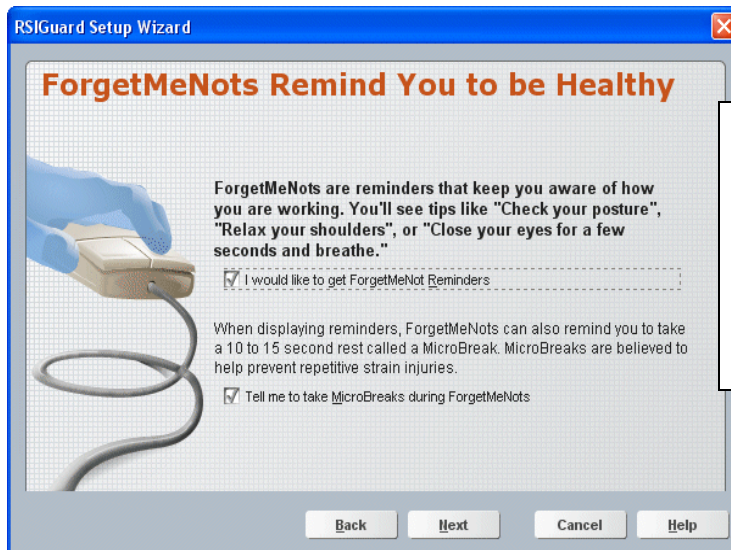 RSIGuard Setup Wizard
ForgetMeNots Remind You to be Healthy
ForgetMeNots are reminders that keep you aware of how
you are working. You'll see tips like "Check your posture",
"Relax your shoulders", or "Close your eyes for a few
seconds and breathe."
I would like to get ForgetMeNot Reminders
When displaying reminders, ForgetMeNots can also remind you to take
a 10 to 15 second rest called a MicroBreak. MicroBreaks are believed to
help prevent repetitive strain injuries.
Tell me to take MicroBreaks during ForgetMeNots
Back Next Cancel Help